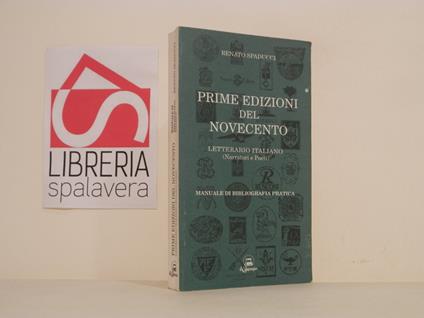 LIBRERIA
spalavera
RENATO SPADUCCI
PRIME EDIZIONI
DEL
NOVECENTO
LETTERARIO ITALIANO
(Narratori e Poeti)
MANUALE DI BIBLIOGRAFIA PRATICA
PRIME EDIZIONI DEL NOVECENTO